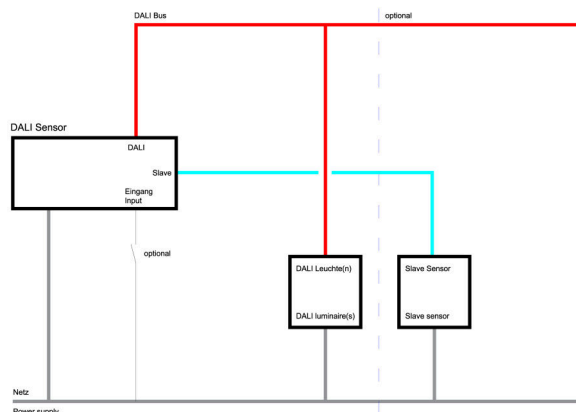 DALI Bus
optional
DALI Sensor
DALI
Slave
Eingang
Input
optional
DALI Leuchte(n)
DALI luminaire(s)
Slave Sensor
Slave sensor
Netz
Power supply